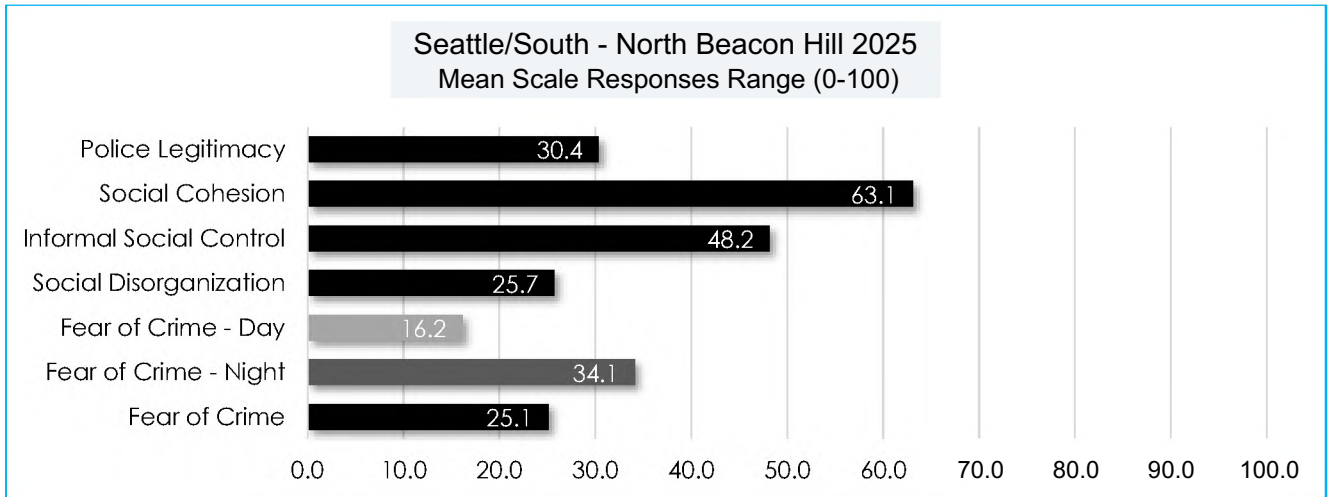 Seattle/South - North Beacon Hill 2025
Mean Scale Responses Range (0-100)
Police Legitimacy 30.4
Social Cohesion 63.1
Informal Social Control 48.2
Social Disorganization 25.7
Fear of Crime - Day 16.2
Fear of Crime - Night 34.1
Fear of Crime 25.1
0.0 10.0 20.0 30.0 40.0 50.0 60.0 70.0 80.0 90.0 100.0